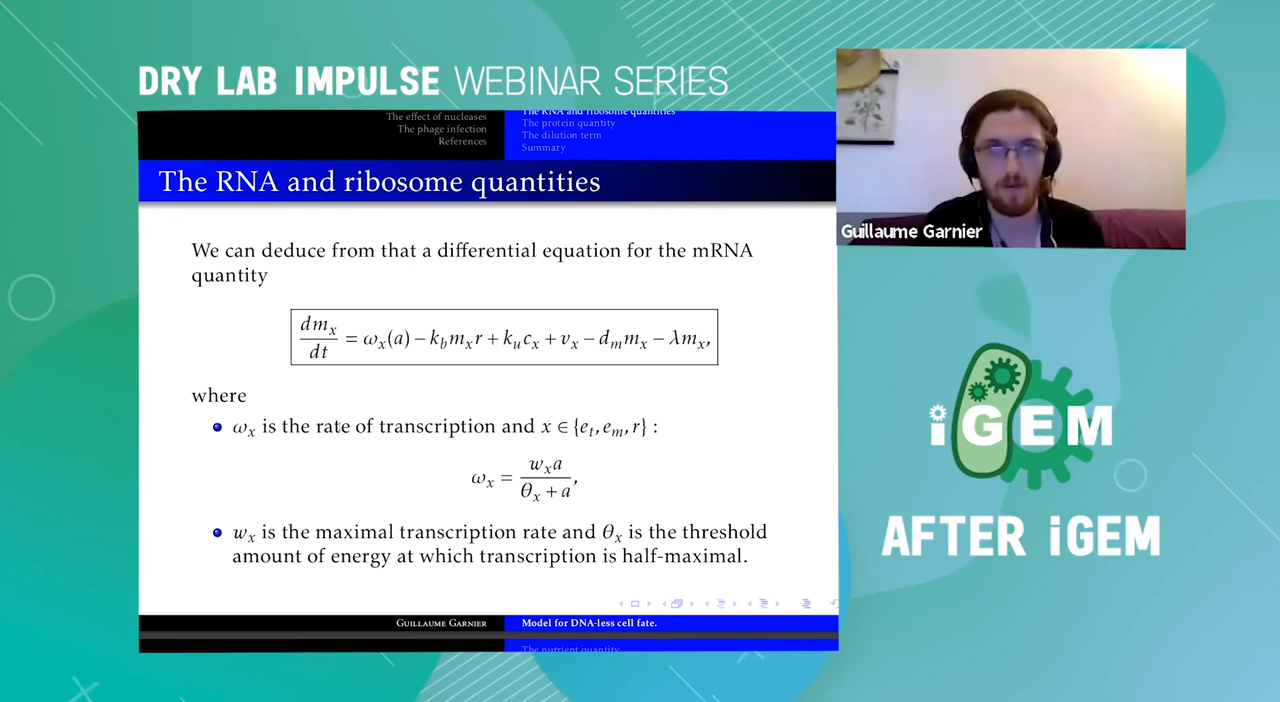 DRY LAB IMPULSE WEBINAR SERIES
The effect of nucleases
The phage infection
References
The RNA and ribosome quantities
The protein quantity
The dilution term
Summary
The RNA and ribosome quantities
We can deduce from that a differential equation for the mRNA
quantity
dm_x/dt = ω_x(a) − k_b m_x r + k_u c_x + v_x − d_m m_x − λm_x,
where
ω_x is the rate of transcription and x ∈ {e_t, e_m, r} :
ω_x = w_x a / θ_x + a,
w_x is the maximal transcription rate and θ_x is the threshold
amount of energy at which transcription is half-maximal.
Guillaume Garnier
Model for DNA-less cell fate.
The nutrient quantity
Guillaume Garnier
iGEM
AFTER iGEM